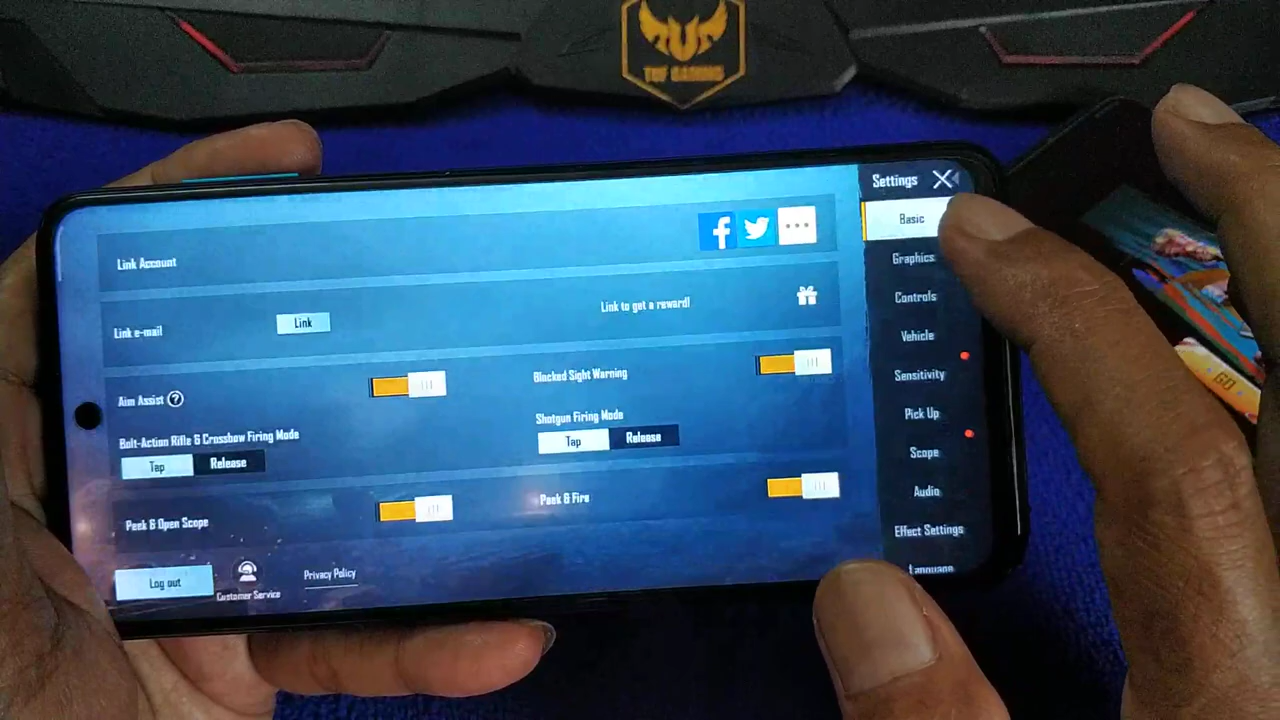 TUF GAMING
Settings
Link Account
Basic
Graphics
Link e-mail
Link
Link to get a reward!
Controls
Vehicle
Aim Assist ?
Blocked Sight Warning
Sensitivity
Bolt-Action Rifle & Crossbow Firing Mode
Tap Release
Shotgun Firing Mode
Tap Release
Pick Up
Scope
Peek & Open Scope
Peek & Fire
Audio
Effect Settings
Language
Log out
Customer Service
Privacy Policy
GO